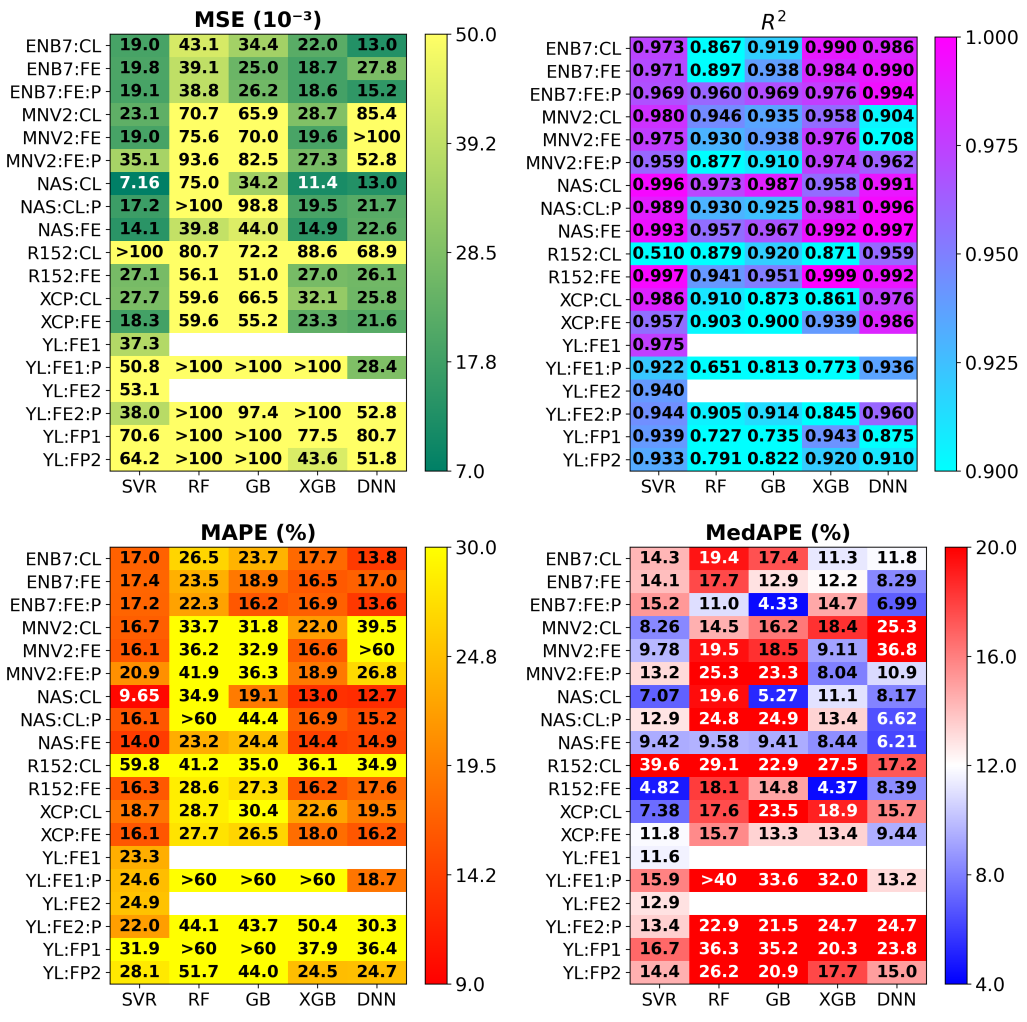 MSE (10⁻³)
ENB7:CL 19.0 43.1 34.4 22.0 13.0
ENB7:FE 19.8 39.1 25.0 18.7 27.8
ENB7:FE:P 19.1 38.8 26.2 18.6 15.2
MNV2:CL 23.1 70.7 65.9 28.7 85.4
MNV2:FE 19.0 75.6 70.0 19.6 >100
MNV2:FE:P 35.1 93.6 82.5 27.3 52.8
NAS:CL 7.16 75.0 34.2 11.4 13.0
NAS:CL:P 17.2 >100 98.8 19.5 21.7
NAS:FE 14.1 39.8 44.0 14.9 22.6
R152:CL >100 80.7 72.2 88.6 68.9
R152:FE 27.1 56.1 51.0 27.0 26.1
XCP:CL 27.7 59.6 66.5 32.1 25.8
XCP:FE 18.3 59.6 55.2 23.3 21.6
YL:FE1 37.3
YL:FE1:P 50.8 >100 >100 >100 28.4
YL:FE2 53.1
YL:FE2:P 38.0 >100 97.4 >100 52.8
YL:FP1 70.6 >100 >100 77.5 80.7
YL:FP2 64.2 >100 >100 43.6 51.8
SVR RF GB XGB DNN
50.0
39.2
28.5
17.8
7.0
R²
ENB7:CL 0.973 0.867 0.919 0.990 0.986
ENB7:FE 0.971 0.897 0.938 0.984 0.990
ENB7:FE:P 0.969 0.960 0.969 0.976 0.994
MNV2:CL 0.980 0.946 0.935 0.958 0.904
MNV2:FE 0.975 0.930 0.938 0.976 0.708
MNV2:FE:P 0.959 0.877 0.910 0.974 0.962
NAS:CL 0.996 0.973 0.987 0.958 0.991
NAS:CL:P 0.989 0.930 0.925 0.981 0.996
NAS:FE 0.993 0.957 0.967 0.992 0.997
R152:CL 0.510 0.879 0.920 0.871 0.959
R152:FE 0.997 0.941 0.951 0.999 0.992
XCP:CL 0.986 0.910 0.873 0.861 0.976
XCP:FE 0.957 0.903 0.900 0.939 0.986
YL:FE1 0.975
YL:FE1:P 0.922 0.651 0.813 0.773 0.936
YL:FE2 0.940
YL:FE2:P 0.944 0.905 0.914 0.845 0.960
YL:FP1 0.939 0.727 0.735 0.943 0.875
YL:FP2 0.933 0.791 0.822 0.920 0.910
SVR RF GB XGB DNN
1.000
0.975
0.950
0.925
0.900
MAPE (%)
ENB7:CL 17.0 26.5 23.7 17.7 13.8
ENB7:FE 17.4 23.5 18.9 16.5 17.0
ENB7:FE:P 17.2 22.3 16.2 16.9 13.6
MNV2:CL 16.7 33.7 31.8 22.0 39.5
MNV2:FE 16.1 36.2 32.9 16.6 >60
MNV2:FE:P 20.9 41.9 36.3 18.9 26.8
NAS:CL 9.65 34.9 19.1 13.0 12.7
NAS:CL:P 16.1 >60 44.4 16.9 15.2
NAS:FE 14.0 23.2 24.4 14.4 14.9
R152:CL 59.8 41.2 35.0 36.1 34.9
R152:FE 16.3 28.6 27.3 16.2 17.6
XCP:CL 18.7 28.7 30.4 22.6 19.5
XCP:FE 16.1 27.7 26.5 18.0 16.2
YL:FE1 23.3
YL:FE1:P 24.6 >60 >60 >60 18.7
YL:FE2 24.9
YL:FE2:P 22.0 44.1 43.7 50.4 30.3
YL:FP1 31.9 >60 >60 37.9 36.4
YL:FP2 28.1 51.7 44.0 24.5 24.7
SVR RF GB XGB DNN
30.0
24.8
19.5
14.2
9.0
MedAPE (%)
ENB7:CL 14.3 19.4 17.4 11.3 11.8
ENB7:FE 14.1 17.7 12.9 12.2 8.29
ENB7:FE:P 15.2 11.0 4.33 14.7 6.99
MNV2:CL 8.26 14.5 16.2 18.4 25.3
MNV2:FE 9.78 19.5 18.5 9.11 36.8
MNV2:FE:P 13.2 25.3 23.3 8.04 10.9
NAS:CL 7.07 19.6 5.27 11.1 8.17
NAS:CL:P 12.9 24.8 24.9 13.4 6.62
NAS:FE 9.42 9.58 9.41 8.44 6.21
R152:CL 39.6 29.1 22.9 27.5 17.2
R152:FE 4.82 18.1 14.8 4.37 8.39
XCP:CL 7.38 17.6 23.5 18.9 15.7
XCP:FE 11.8 15.7 13.3 13.4 9.44
YL:FE1 11.6
YL:FE1:P 15.9 >40 33.6 32.0 13.2
YL:FE2 12.9
YL:FE2:P 13.4 22.9 21.5 24.7 24.7
YL:FP1 16.7 36.3 35.2 20.3 23.8
YL:FP2 14.4 26.2 20.9 17.7 15.0
SVR RF GB XGB DNN
20.0
16.0
12.0
8.0
4.0